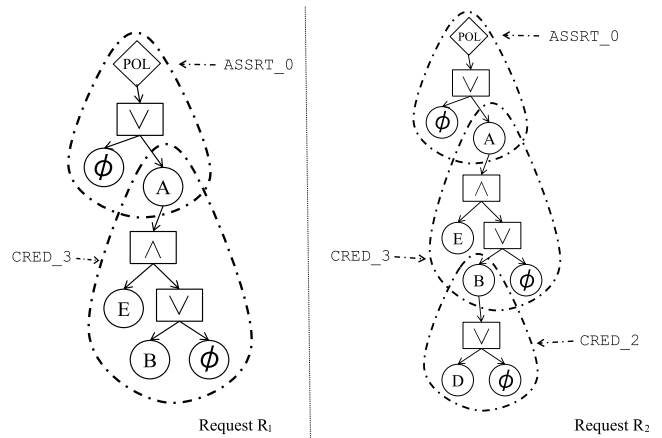 POL
ASSRT_0
∨
ϕ
A
CRED_3
∧
E
∨
B
ϕ
Request R₁
POL
ASSRT_0
∨
ϕ
A
∧
CRED_3
E
∨
B
ϕ
∨
CRED_2
D
ϕ
Request R₂